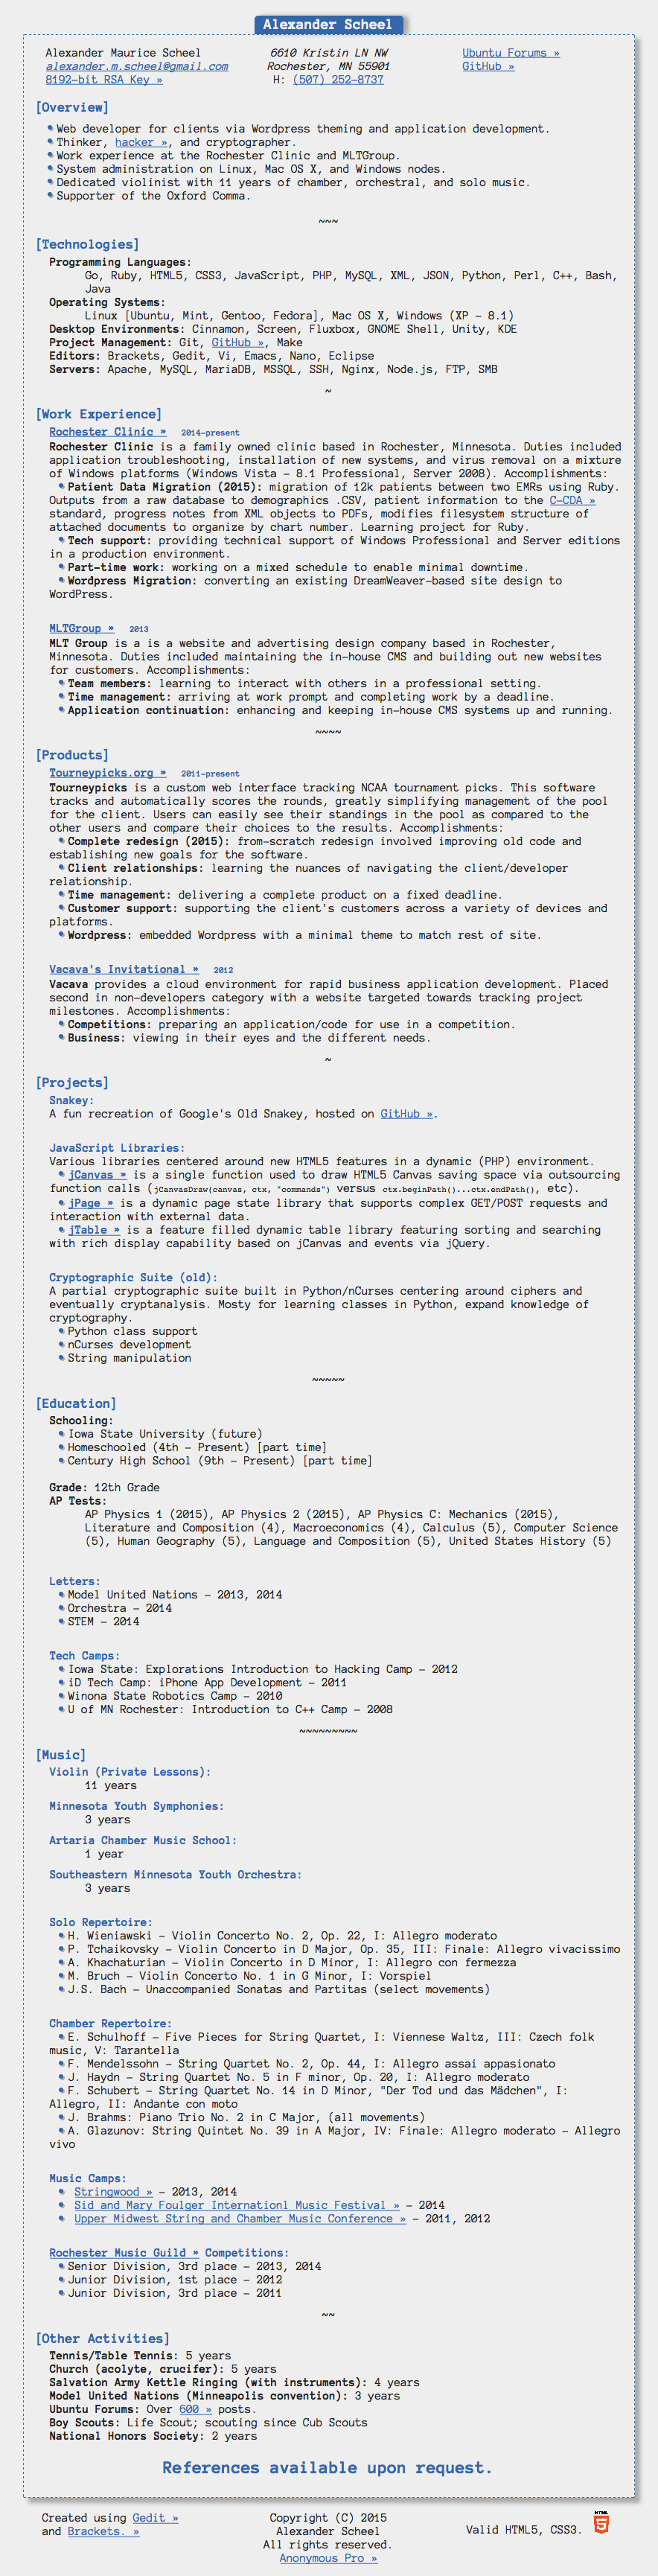 Alexander Scheel
Alexander Maurice Scheel
alexander.m.scheel@gmail.com
8192-bit RSA Key »
6610 Kristin LN NW
Rochester, MN 55901
H: (507) 252-8737
Ubuntu Forums »
GitHub »
[Overview]
Web developer for clients via Wordpress theming and application development.
Thinker, hacker », and cryptographer.
Work experience at the Rochester Clinic and MLTGroup.
System administration on Linux, Mac OS X, and Windows nodes.
Dedicated violinist with 11 years of chamber, orchestral, and solo music.
Supporter of the Oxford Comma.
~~~
[Technologies]
Programming Languages:
Go, Ruby, HTML5, CSS3, JavaScript, PHP, MySQL, XML, JSON, Python, Perl, C++, Bash,
Java
Operating Systems:
Linux [Ubuntu, Mint, Gentoo, Fedora], Mac OS X, Windows (XP - 8.1)
Desktop Environments: Cinnamon, Screen, Fluxbox, GNOME Shell, Unity, KDE
Project Management: Git, GitHub », Make
Editors: Brackets, Gedit, Vi, Emacs, Nano, Eclipse
Servers: Apache, MySQL, MariaDB, MSSQL, SSH, Nginx, Node.js, FTP, SMB
~
[Work Experience]
Rochester Clinic » 2014-present
Rochester Clinic is a family owned clinic based in Rochester, Minnesota. Duties included
application troubleshooting, installation of new systems, and virus removal on a mixture
of Windows platforms (Windows Vista - 8.1 Professional, Server 2008). Accomplishments:
Patient Data Migration (2015): migration of 12k patients between two EMRs using Ruby.
Outputs from a raw database to demographics .CSV, patient information to the C-CDA »
standard, progress notes from XML objects to PDFs, modifies filesystem structure of
attached documents to organize by chart number. Learning project for Ruby.
Tech support: providing technical support of Windows Professional and Server editions
in a production environment.
Part-time work: working on a mixed schedule to enable minimal downtime.
Wordpress Migration: converting an existing DreamWeaver-based site design to
WordPress.
MLTGroup » 2013
MLT Group is a is a website and advertising design company based in Rochester,
Minnesota. Duties included maintaining the in-house CMS and building out new websites
for customers. Accomplishments:
Team members: learning to interact with others in a professional setting.
Time management: arriving at work prompt and completing work by a deadline.
Application continuation: enhancing and keeping in-house CMS systems up and running.
~~~~
[Products]
Tourneypicks.org » 2011-present
Tourneypicks is a custom web interface tracking NCAA tournament picks. This software
tracks and automatically scores the rounds, greatly simplifying management of the pool
for the client. Users can easily see their standings in the pool as compared to the
other users and compare their choices to the results. Accomplishments:
Complete redesign (2015): from-scratch redesign involved improving old code and
establishing new goals for the software.
Client relationships: learning the nuances of navigating the client/developer
relationship.
Time management: delivering a complete product on a fixed deadline.
Customer support: supporting the client's customers across a variety of devices and
platforms.
Wordpress: embedded Wordpress with a minimal theme to match rest of site.
Vacava's Invitational » 2012
Vacava provides a cloud environment for rapid business application development. Placed
second in non-developers category with a website targeted towards tracking project
milestones. Accomplishments:
Competitions: preparing an application/code for use in a competition.
Business: viewing in their eyes and the different needs.
~
[Projects]
Snakey:
A fun recreation of Google's Old Snakey, hosted on GitHub ».
JavaScript Libraries:
Various libraries centered around new HTML5 features in a dynamic (PHP) environment.
jCanvas » is a single function used to draw HTML5 Canvas saving space via outsourcing
function calls (jCanvasDraw(canvas, ctx, "commands") versus ctx.beginPath()...ctx.endPath(), etc).
jPage » is a dynamic page state library that supports complex GET/POST requests and
interaction with external data.
jTable » is a feature filled dynamic table library featuring sorting and searching
with rich display capability based on jCanvas and events via jQuery.
Cryptographic Suite (old):
A partial cryptographic suite built in Python/nCurses centering around ciphers and
eventually cryptanalysis. Mosty for learning classes in Python, expand knowledge of
cryptography.
Python class support
nCurses development
String manipulation
~~~~~
[Education]
Schooling:
Iowa State University (future)
Homeschooled (4th - Present) [part time]
Century High School (9th - Present) [part time]
Grade: 12th Grade
AP Tests:
AP Physics 1 (2015), AP Physics 2 (2015), AP Physics C: Mechanics (2015),
Literature and Composition (4), Macroeconomics (4), Calculus (5), Computer Science
(5), Human Geography (5), Language and Composition (5), United States History (5)
Letters:
Model United Nations - 2013, 2014
Orchestra - 2014
STEM - 2014
Tech Camps:
Iowa State: Explorations Introduction to Hacking Camp - 2012
iD Tech Camp: iPhone App Development - 2011
Winona State Robotics Camp - 2010
U of MN Rochester: Introduction to C++ Camp - 2008
~~~~~~~~~
[Music]
Violin (Private Lessons):
11 years
Minnesota Youth Symphonies:
3 years
Artaria Chamber Music School:
1 year
Southeastern Minnesota Youth Orchestra:
3 years
Solo Repertoire:
H. Wieniawski - Violin Concerto No. 2, Op. 22, I: Allegro moderato
P. Tchaikovsky - Violin Concerto in D Major, Op. 35, III: Finale: Allegro vivacissimo
A. Khachaturian - Violin Concerto in D Minor, I: Allegro con fermezza
M. Bruch - Violin Concerto No. 1 in G Minor, I: Vorspiel
J.S. Bach - Unaccompanied Sonatas and Partitas (select movements)
Chamber Repertoire:
E. Schulhoff - Five Pieces for String Quartet, I: Viennese Waltz, III: Czech folk
music, V: Tarantella
F. Mendelssohn - String Quartet No. 2, Op. 44, I: Allegro assai appasionato
J. Haydn - String Quartet No. 5 in F minor, Op. 20, I: Allegro moderato
F. Schubert - String Quartet No. 14 in D Minor, "Der Tod und das Mädchen", I:
Allegro, II: Andante con moto
J. Brahms: Piano Trio No. 2 in C Major, (all movements)
A. Glazunov: String Quintet No. 39 in A Major, IV: Finale: Allegro moderato - Allegro
vivo
Music Camps:
Stringwood » - 2013, 2014
Sid and Mary Foulger Internationl Music Festival » - 2014
Upper Midwest String and Chamber Music Conference » - 2011, 2012
Rochester Music Guild » Competitions:
Senior Division, 3rd place - 2013, 2014
Junior Division, 1st place - 2012
Junior Division, 3rd place - 2011
~~
[Other Activities]
Tennis/Table Tennis: 5 years
Church (acolyte, crucifer): 5 years
Salvation Army Kettle Ringing (with instruments): 4 years
Model United Nations (Minneapolis convention): 3 years
Ubuntu Forums: Over 600 » posts.
Boy Scouts: Life Scout; scouting since Cub Scouts
National Honors Society: 2 years
References available upon request.
Created using Gedit »
and Brackets. »
Copyright (C) 2015
Alexander Scheel
All rights reserved.
Anonymous Pro »
Valid HTML5, CSS3.
HTML
5